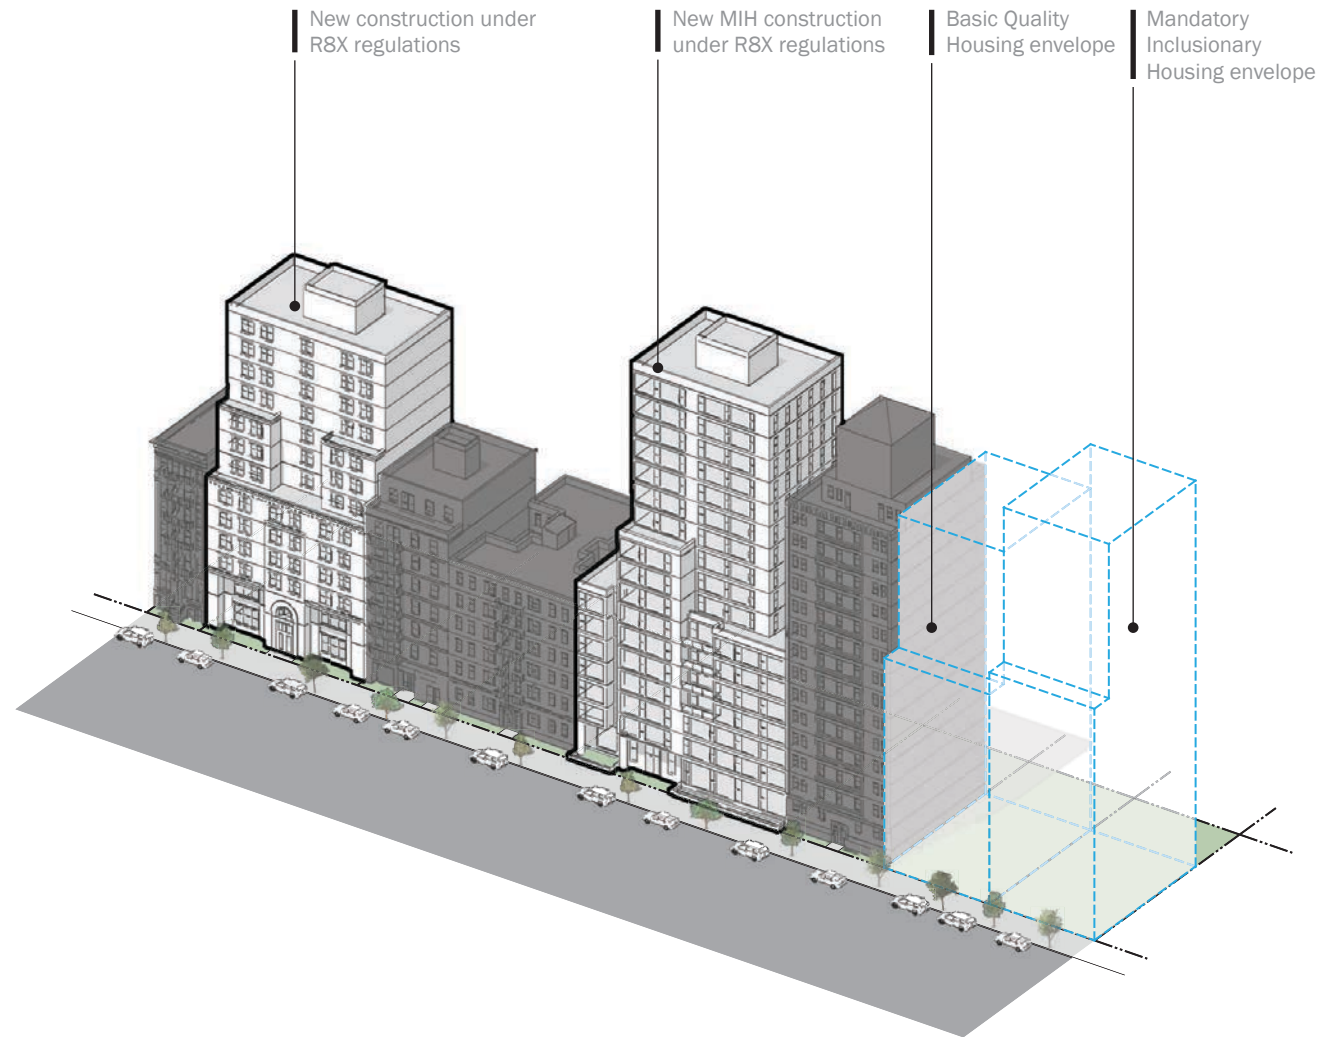 New construction under
R8X regulations
New MIH construction
under R8X regulations
Basic Quality
Housing envelope
Mandatory
Inclusionary
Housing envelope